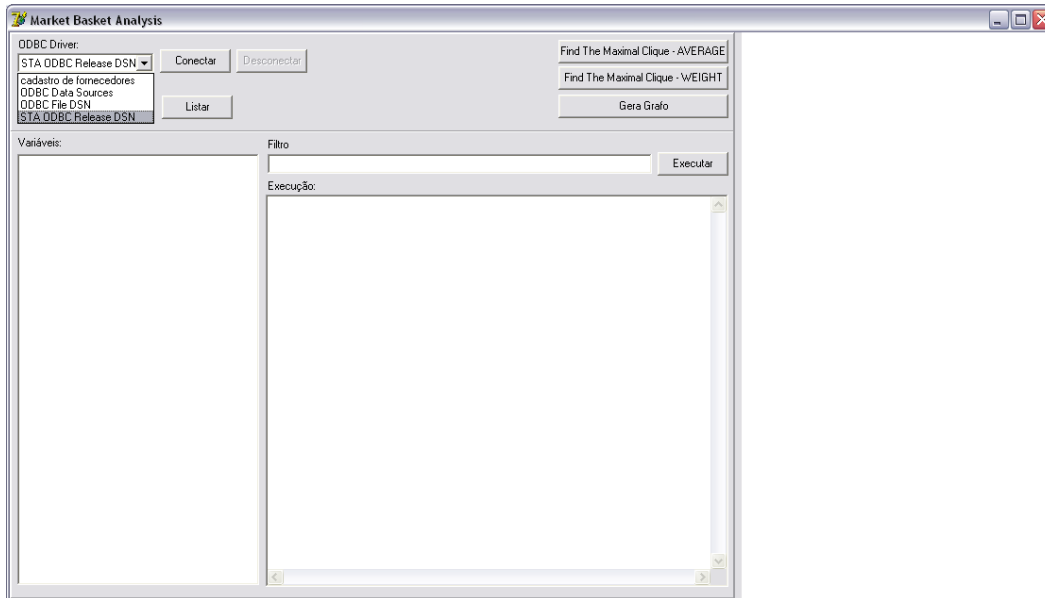 Market Basket Analysis
ODBC Driver:
STA ODBC Release DSN
Conectar
Desconectar
cadastro de fornecedores
ODBC Data Sources
ODBC File DSN
STA ODBC Release DSN
Listar
Find The Maximal Clique - AVERAGE
Find The Maximal Clique - WEIGHT
Gera Grafo
Variáveis:
Filtro
Executar
Execução: